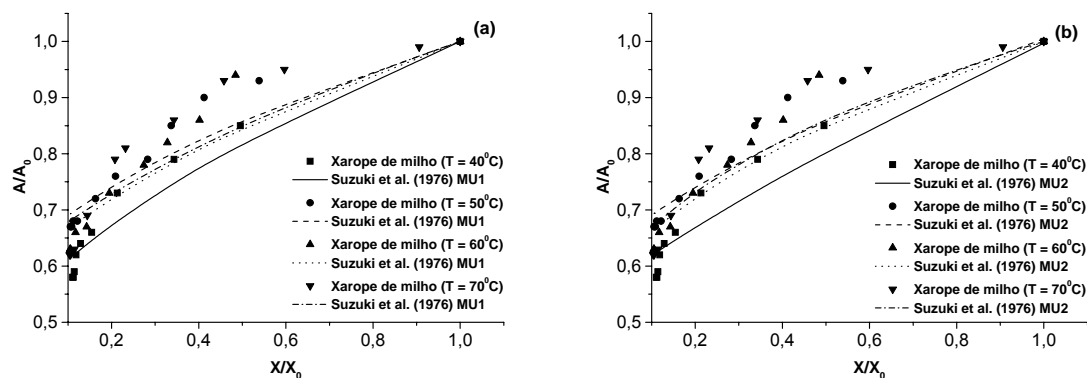 (a)
1,0
0,9
0,8
0,7
0,6
0,5
A/A0
0,2 0,4 0,6 0,8 1,0
X/X0
Xarope de milho (T = 40⁰C)
Suzuki et al. (1976) MU1
Xarope de milho (T = 50⁰C)
Suzuki et al. (1976) MU1
Xarope de milho (T = 60⁰C)
Suzuki et al. (1976) MU1
Xarope de milho (T = 70⁰C)
Suzuki et al. (1976) MU1
(b)
1,0
0,9
0,8
0,7
0,6
0,5
A/A0
0,2 0,4 0,6 0,8 1,0
X/X0
Xarope de milho (T = 40⁰C)
Suzuki et al. (1976) MU2
Xarope de milho (T = 50⁰C)
Suzuki et al. (1976) MU2
Xarope de milho (T = 60⁰C)
Suzuki et al. (1976) MU2
Xarope de milho (T = 70⁰C)
Suzuki et al. (1976) MU2